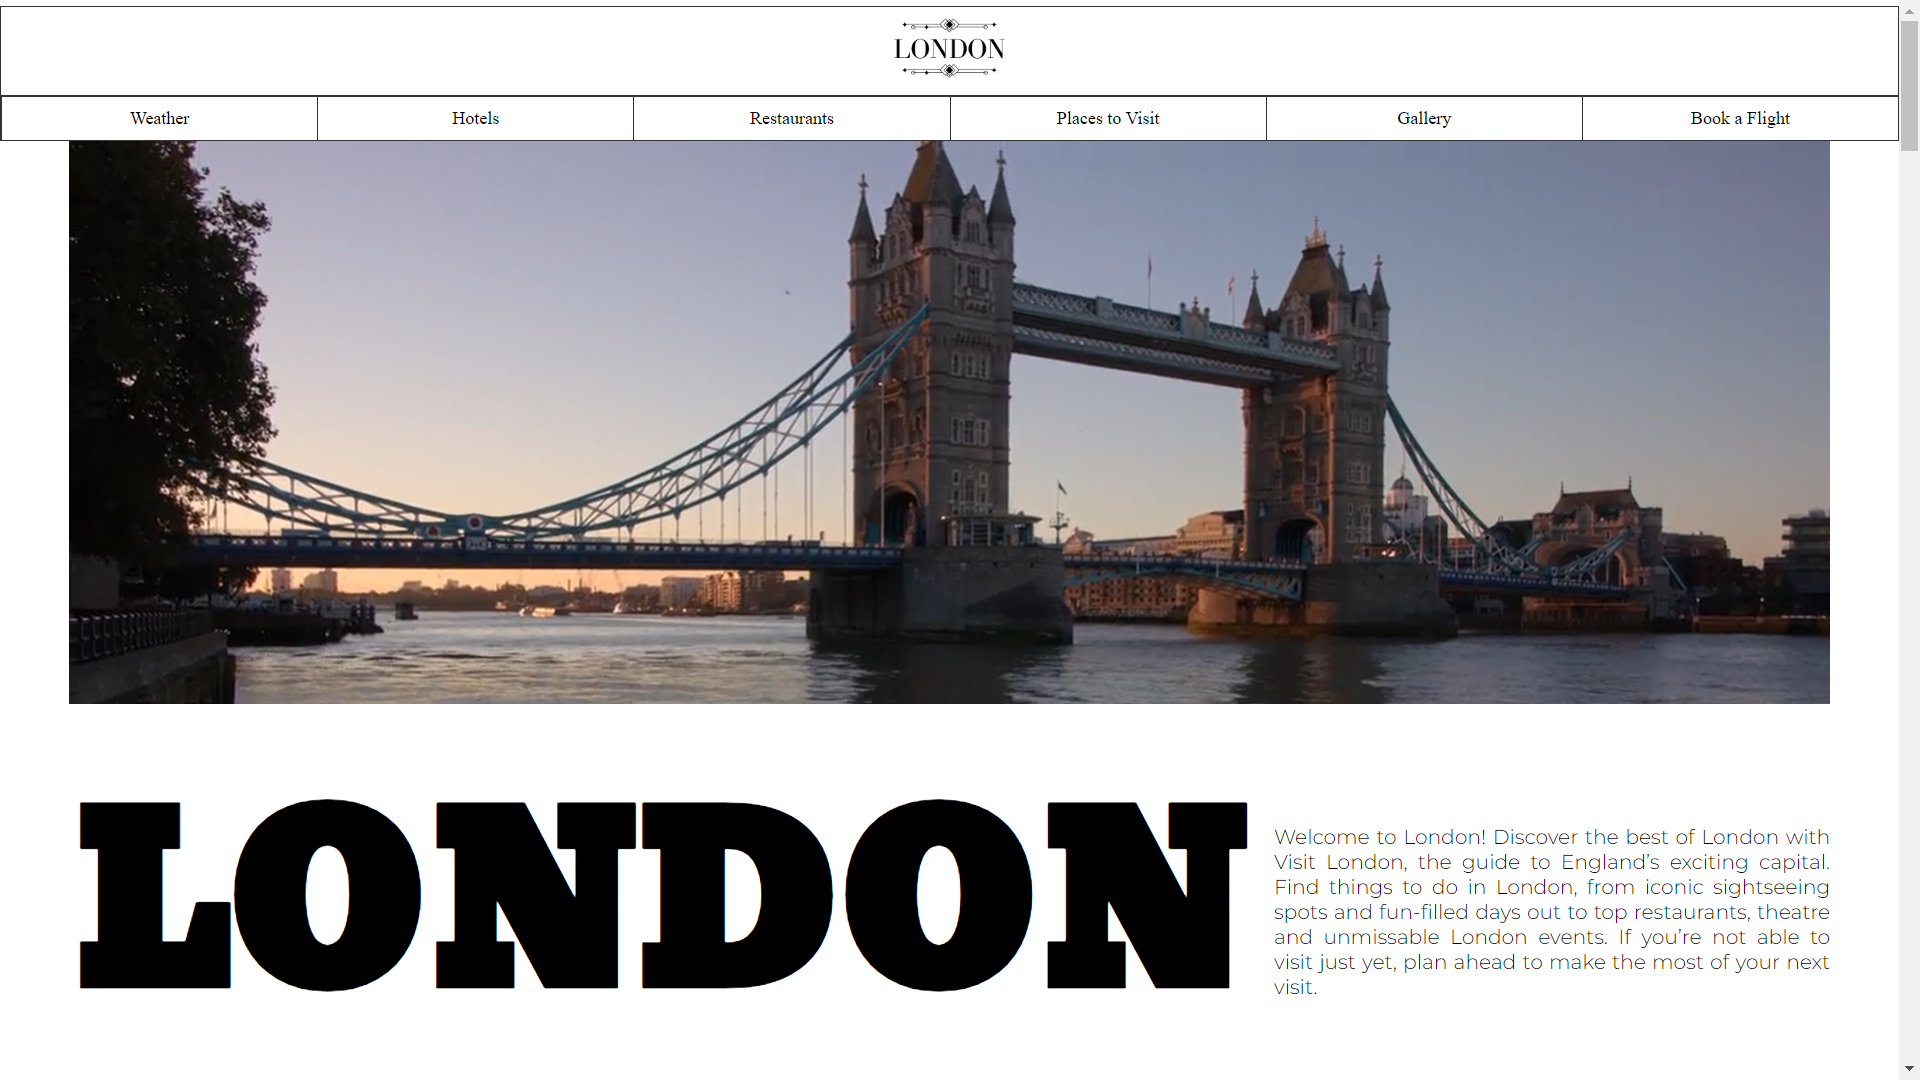 LONDON
Weather Hotels Restaurants Places to Visit Gallery Book a Flight
LONDON
Welcome to London! Discover the best of London with
Visit London, the guide to England’s exciting capital.
Find things to do in London, from iconic sightseeing
spots and fun-filled days out to top restaurants, theatre
and unmissable London events. If you’re not able to
visit just yet, plan ahead to make the most of your next
visit.